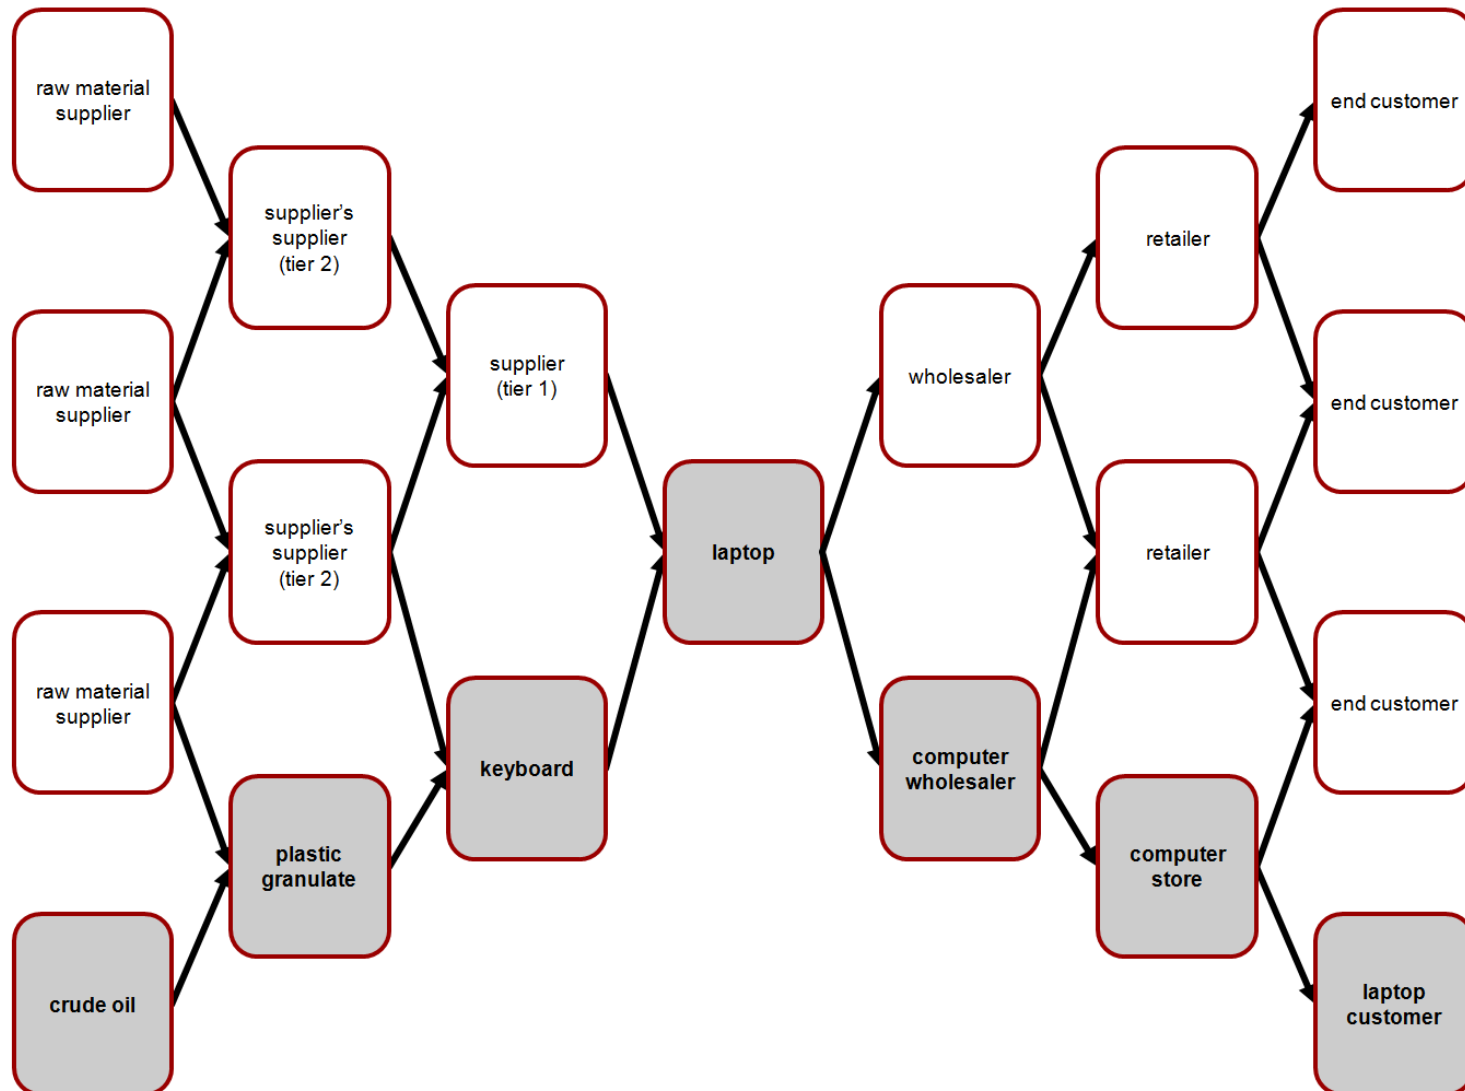 raw material
supplier
raw material
supplier
raw material
supplier
crude oil
supplier’s
supplier
(tier 2)
supplier’s
supplier
(tier 2)
plastic
granulate
supplier
(tier 1)
keyboard
laptop
wholesaler
computer
wholesaler
retailer
retailer
computer
store
end customer
end customer
end customer
laptop
customer